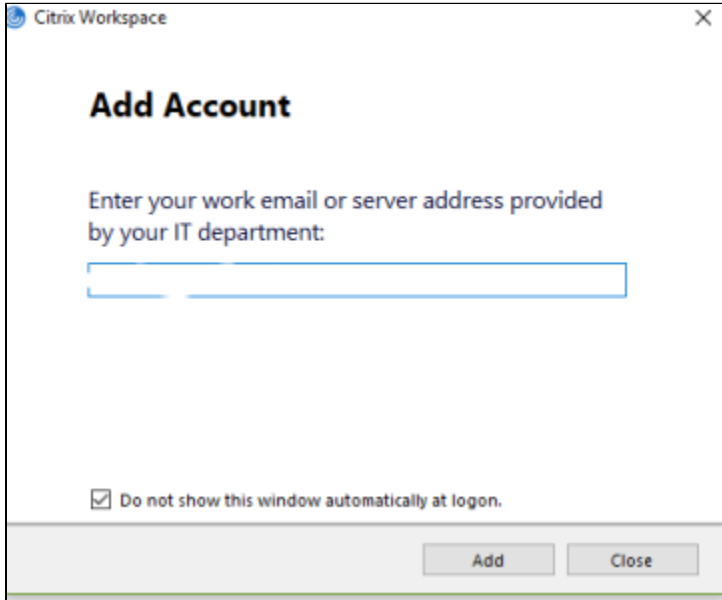 Citrix Workspace
Add Account
Enter your work email or server address provided
by your IT department:
Do not show this window automatically at logon.
Add Close